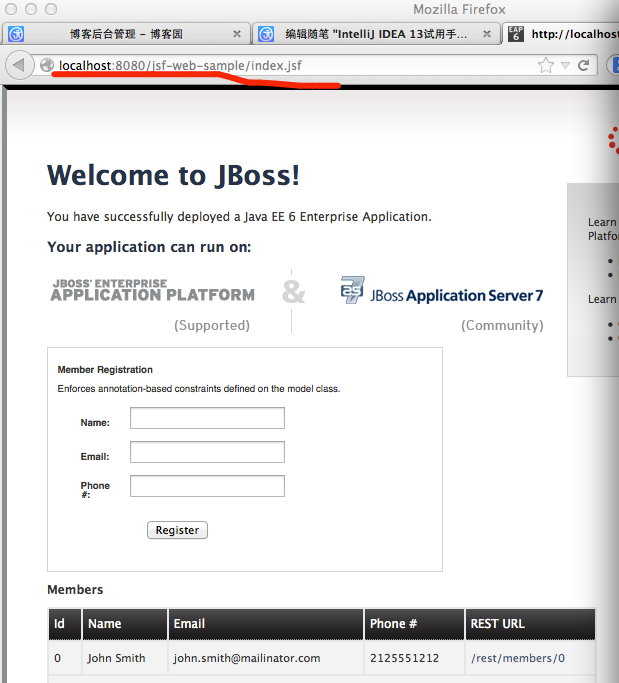 Mozilla Firefox
博客后台管理 - 博客园
编辑随笔 "IntelliJ IDEA 13试用手...
EAP 6
http://localhost
localhost:8080/jsf-web-sample/index.jsf
Welcome to JBoss!
You have successfully deployed a Java EE 6 Enterprise Application.
Your application can run on:
JBOSS® ENTERPRISE
APPLICATION PLATFORM
(Supported)
&
as 7
JBoss Application Server 7
(Community)
Learn
Platfo
Learn
Member Registration
Enforces annotation-based constraints defined on the model class.
Name:
Email:
Phone
#:
Register
Members
Id Name Email Phone # REST URL
0 John Smith john.smith@mailinator.com 2125551212 /rest/members/0